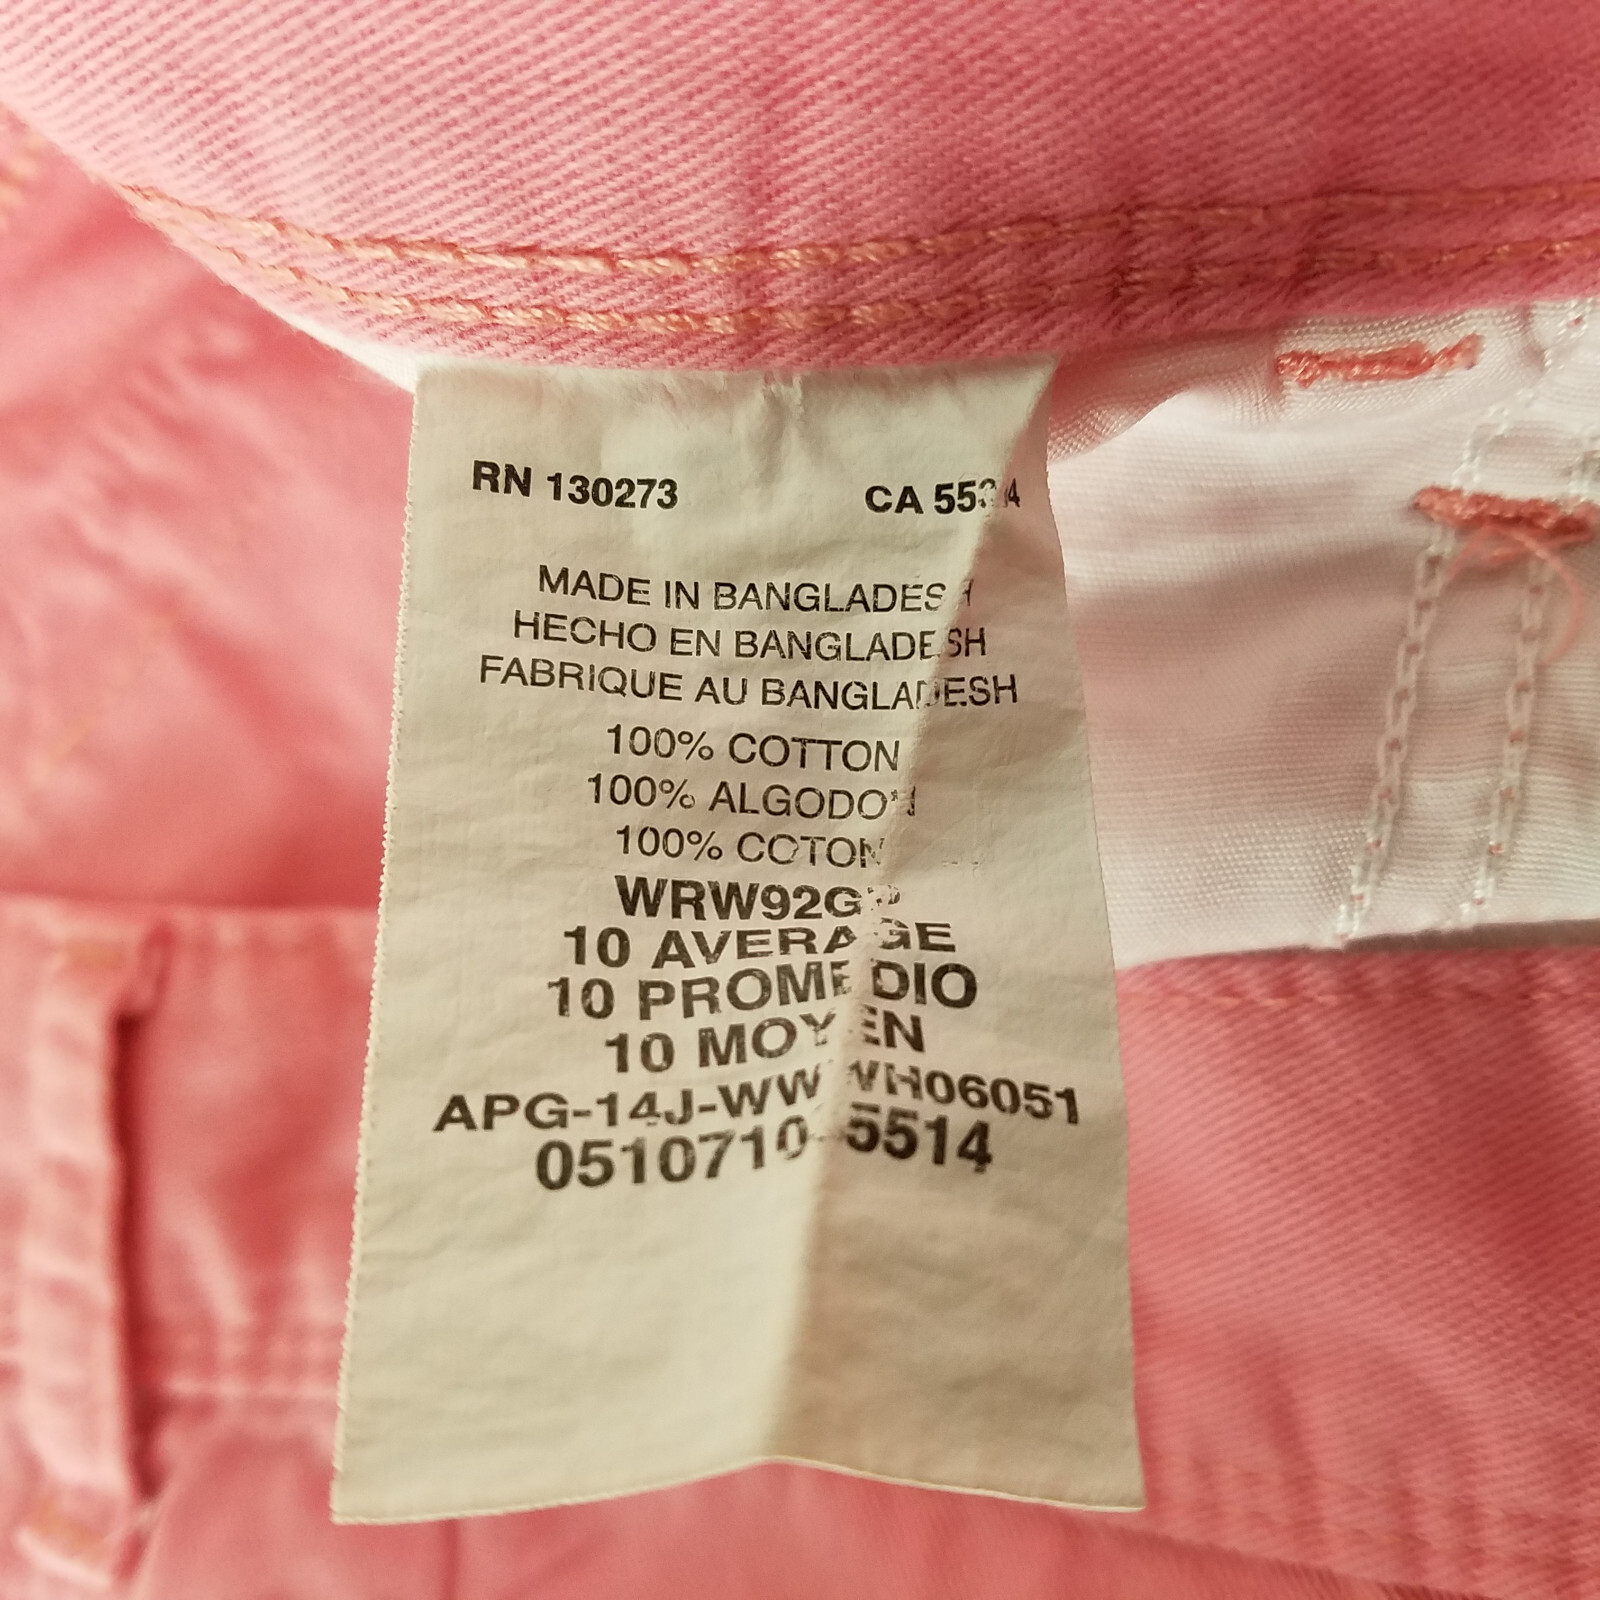 RN 130273
CA
MADE IN BANGLADESH
HECHO EN BANGLADESH
FABRIQUE AU BANGLADESH
100% COTTON
100% ALGODON
100% COTON
10 AVERAGE
10 PROMEDIO
10 MOYEN